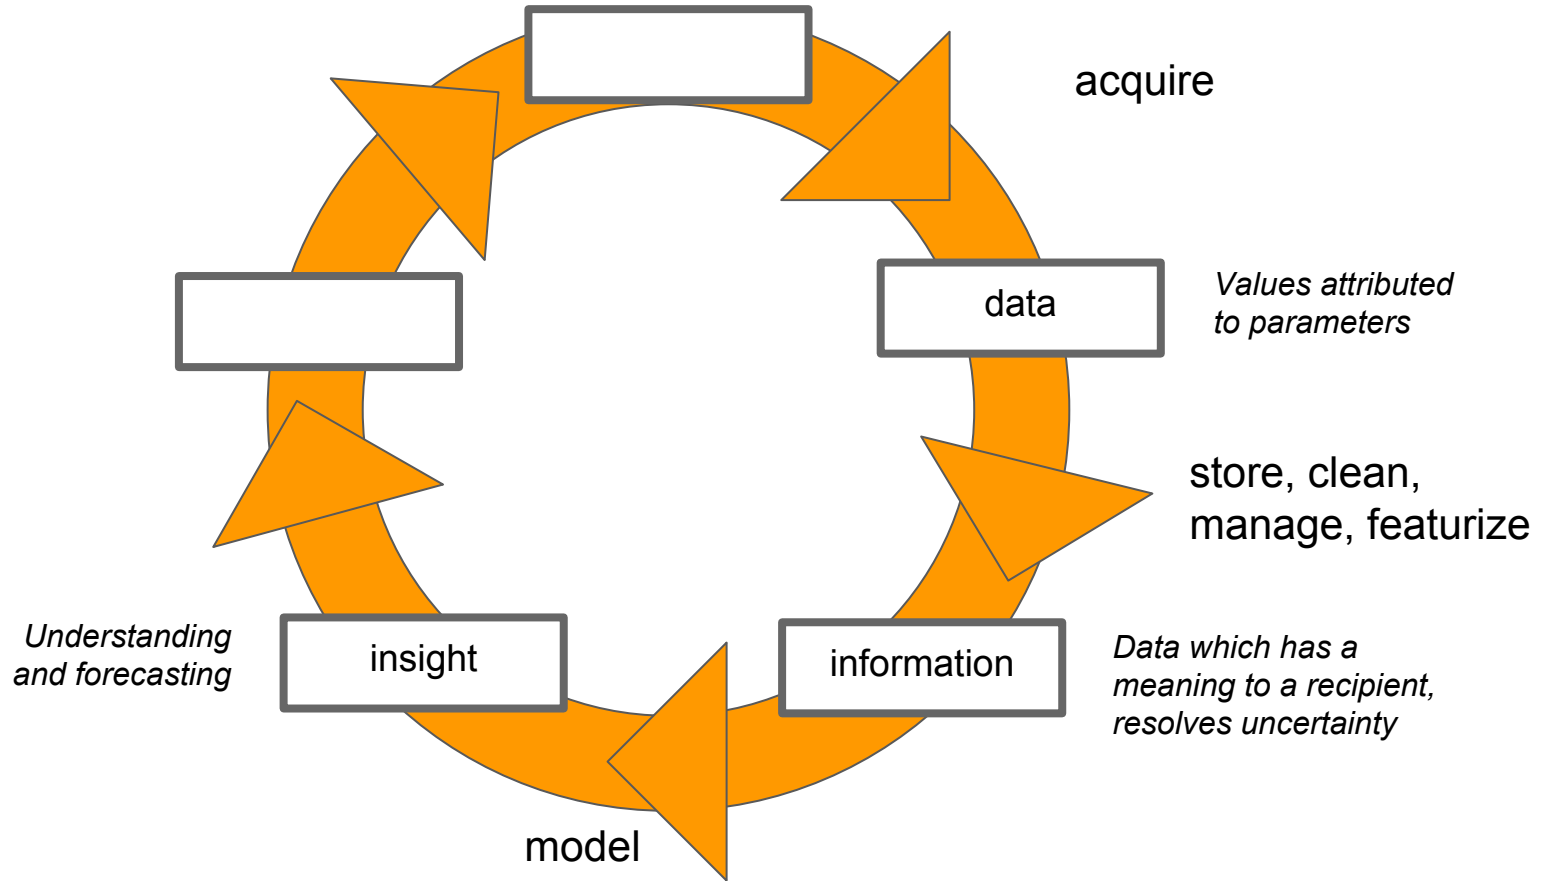 acquire
data
Values attributed
to parameters
store, clean,
manage, featurize
information
Data which has a
meaning to a recipient,
resolves uncertainty
model
insight
Understanding
and forecasting